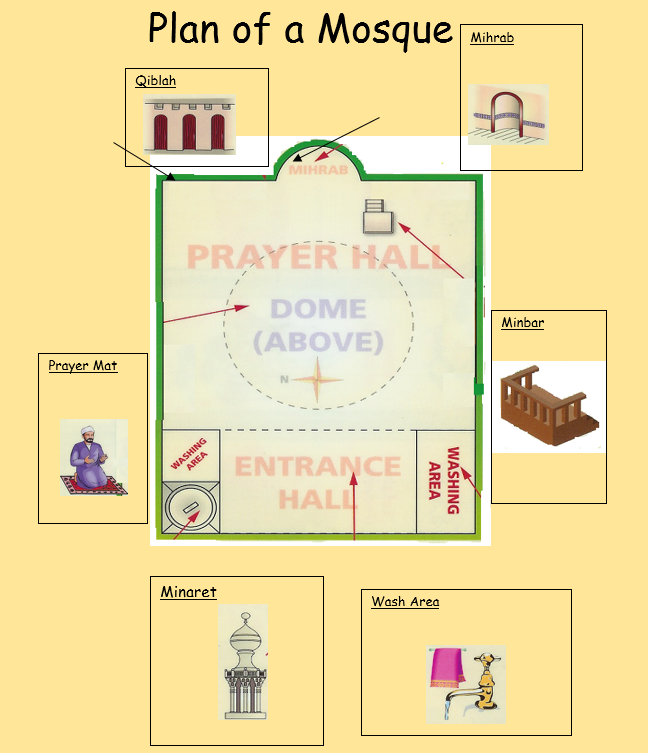 Plan of a Mosque
Mihrab
Qiblah
MIHRAB
PRAYER HALL
DOME
(ABOVE)
N
Minbar
Prayer Mat
WASHING
AREA
ENTRANCE
HALL
WASHING
AREA
Minaret
Wash Area